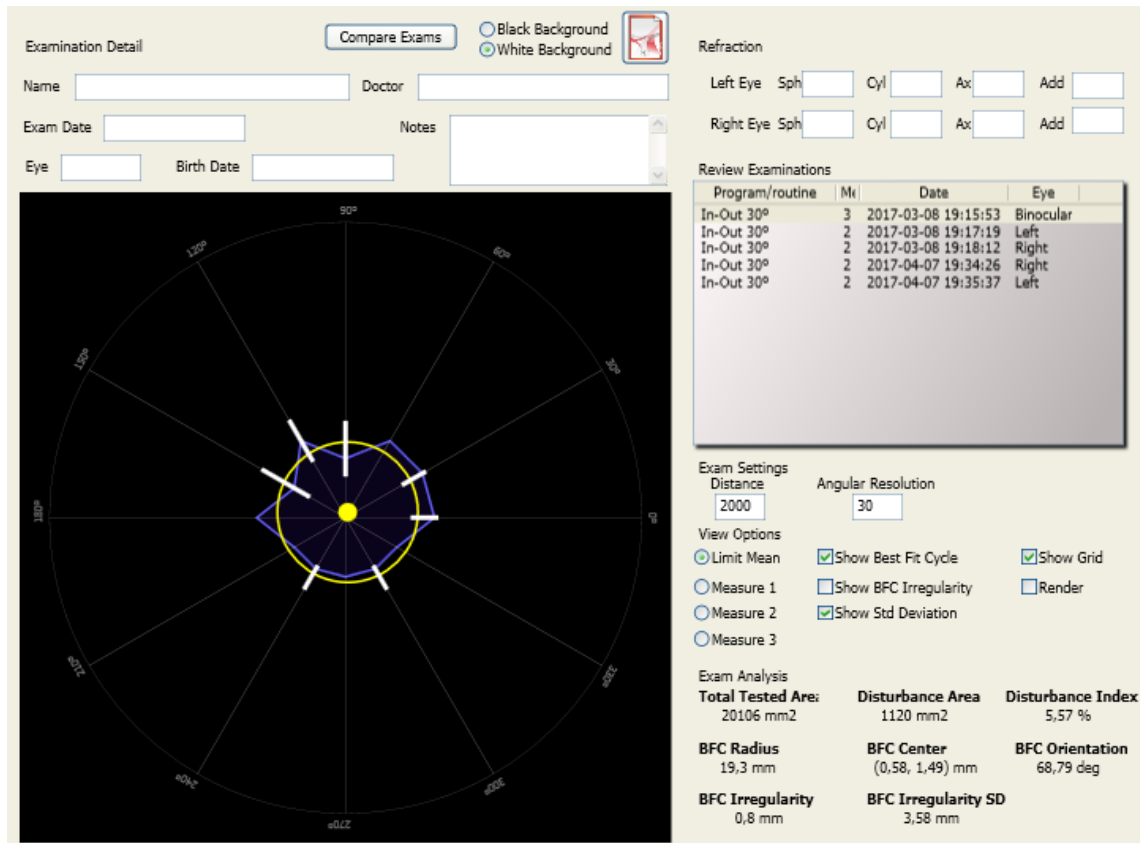 Examination Detail
Compare Exams
Black Background
White Background
Name
Doctor
Exam Date
Notes
Eye
Birth Date
90º
120º
60º
150º
30º
180º
0º
210º
330º
240º
300º
270º
Refraction
Left Eye Sph Cyl Ax Add
Right Eye Sph Cyl Ax Add
Review Examinations
Program/routine Me Date Eye
In-Out 30º 3 2017-03-08 19:15:53 Binocular
In-Out 30º 2 2017-03-08 19:17:19 Left
In-Out 30º 2 2017-03-08 19:18:12 Right
In-Out 30º 2 2017-04-07 19:34:26 Right
In-Out 30º 2 2017-04-07 19:35:37 Left
Exam Settings
Distance Angular Resolution
2000 30
View Options
Limit Mean Show Best Fit Cycle Show Grid
Measure 1 Show BFC Irregularity Render
Measure 2 Show Std Deviation
Measure 3
Exam Analysis
Total Tested Area Disturbance Area Disturbance Index
20106 mm2 1120 mm2 5,57 %
BFC Radius BFC Center BFC Orientation
19,3 mm (0,58, 1,49) mm 68,79 deg
BFC Irregularity BFC Irregularity SD
0,8 mm 3,58 mm